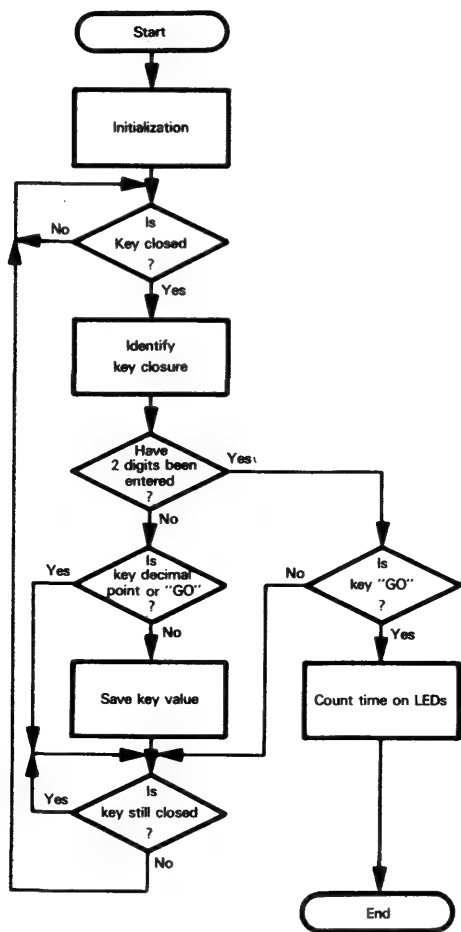 Start
Initialization
Is
Key closed
?
No
Yes
Identify
key closure
Have
2 digits been
entered
?
Yes
No
Is
key decimal
point or "GO"
?
Yes
No
Is
key "GO"
?
No
Yes
Save key value
Count time on LEDs
Is
key still closed
?
Yes
No
End